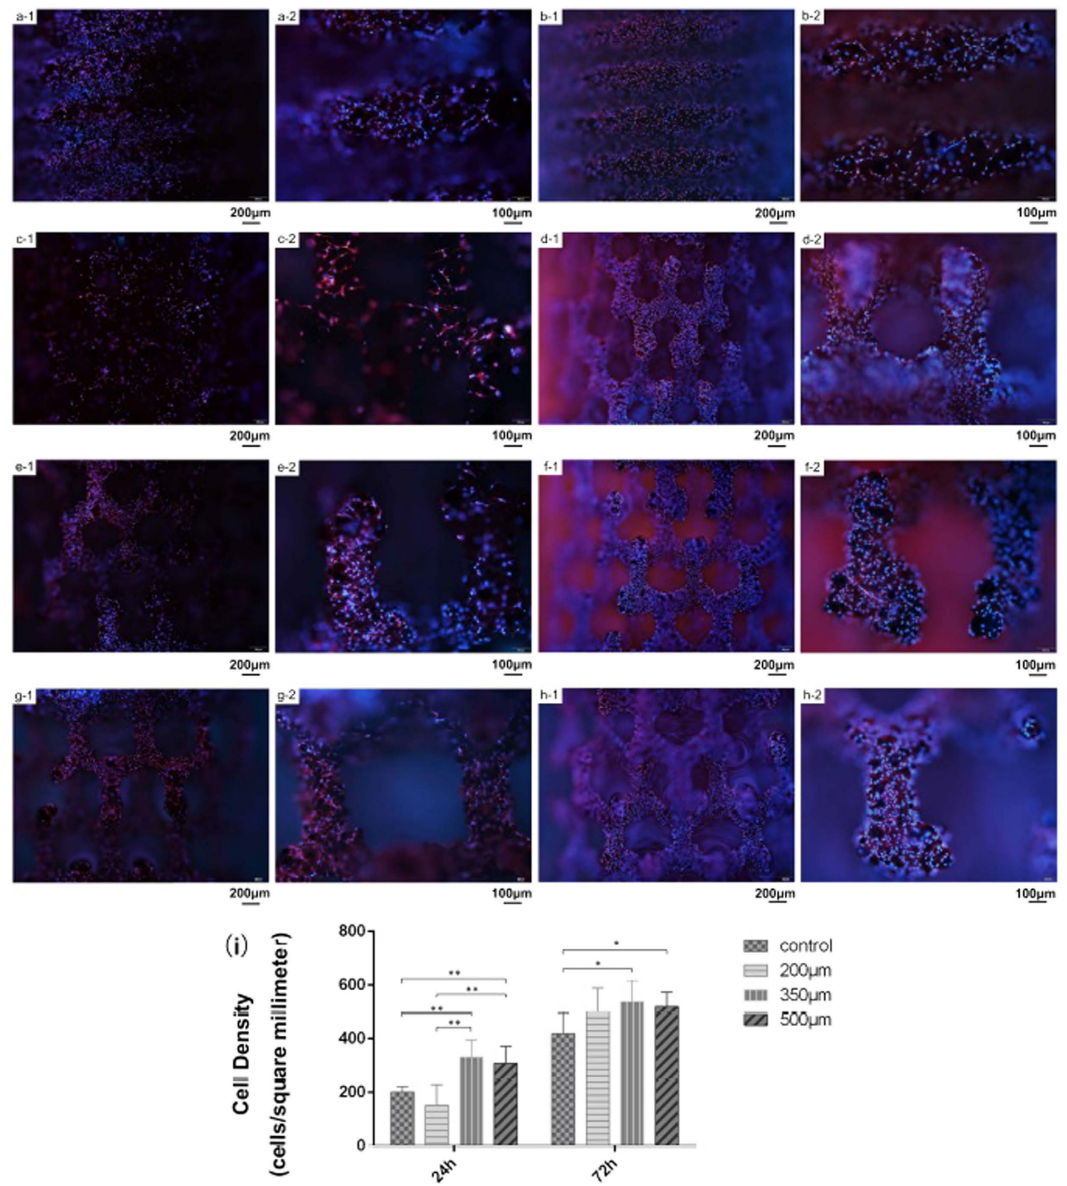 a-1 a-2 b-1 b-2
200µm 100µm 200µm 100µm
c-1 c-2 d-1 d-2
200µm 100µm 200µm 100µm
e-1 e-2 f-1 f-2
200µm 100µm 200µm 100µm
g-1 g-2 h-1 h-2
200µm 100µm 200µm 100µm
(i)
Cell Density
(cells/square millimeter)
800
600
400
200
0
** ** ** **
* *
24h 72h
control
200µm
350µm
500µm